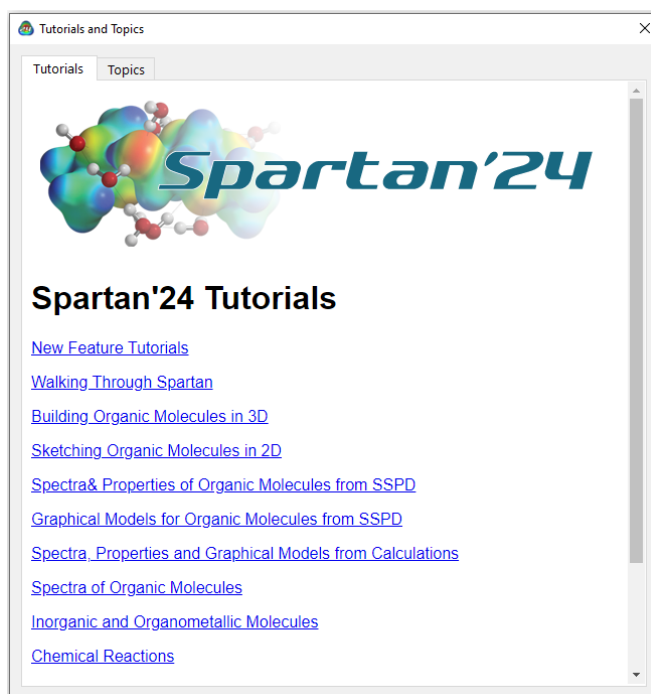 Tutorials and Topics
Tutorials Topics
Spartan'24
Spartan'24 Tutorials
New Feature Tutorials
Walking Through Spartan
Building Organic Molecules in 3D
Sketching Organic Molecules in 2D
Spectra& Properties of Organic Molecules from SSPD
Graphical Models for Organic Molecules from SSPD
Spectra, Properties and Graphical Models from Calculations
Spectra of Organic Molecules
Inorganic and Organometallic Molecules
Chemical Reactions